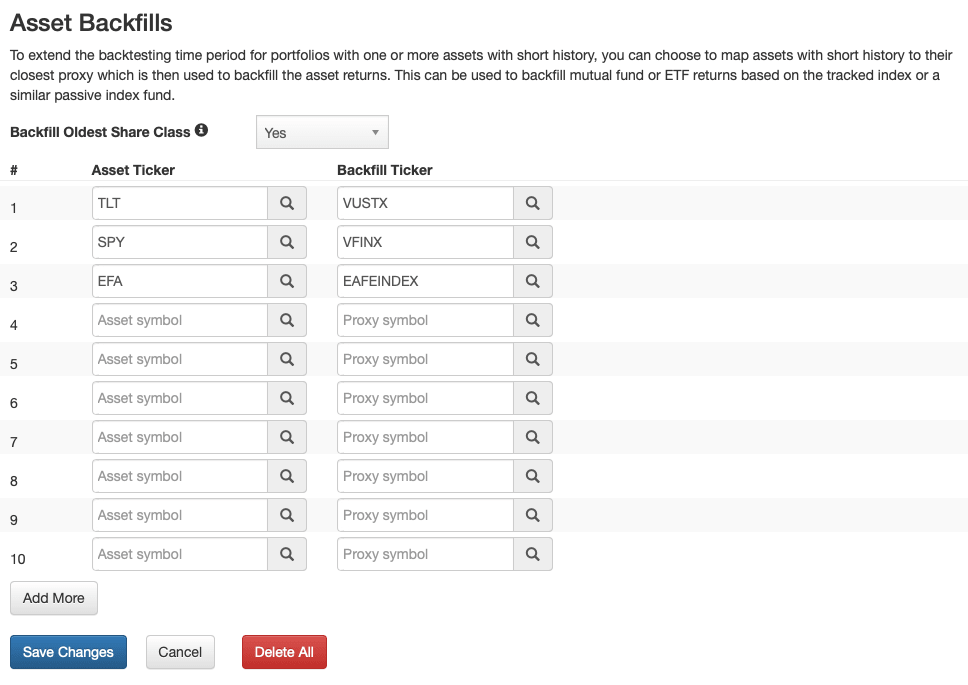 Asset Backfills
To extend the backtesting time period for portfolios with one or more assets with short history, you can choose to map assets with short history to their
closest proxy which is then used to backfill the asset returns. This can be used to backfill mutual fund or ETF returns based on the tracked index or a
similar passive index fund.
Backfill Oldest Share Class Yes
# Asset Ticker Backfill Ticker
1 TLT VUSTX
2 SPY VFINX
3 EFA EAFEINDEX
4 Asset symbol Proxy symbol
5 Asset symbol Proxy symbol
6 Asset symbol Proxy symbol
7 Asset symbol Proxy symbol
8 Asset symbol Proxy symbol
9 Asset symbol Proxy symbol
10 Asset symbol Proxy symbol
Add More
Save Changes Cancel Delete All